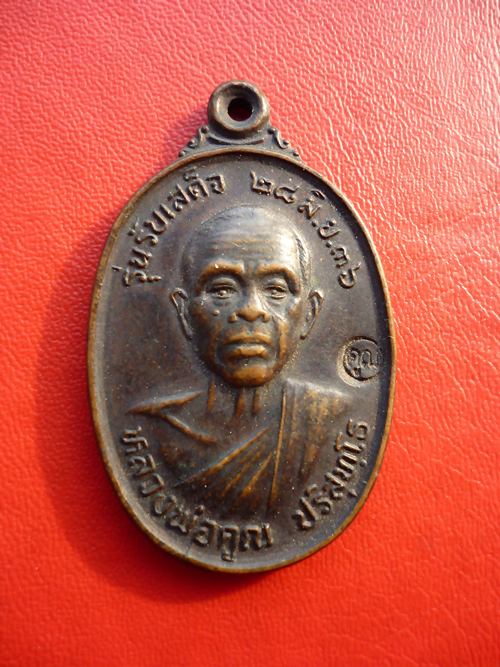 รุ่นรับเสด็จ ๒๘ มิ.ย.๓๖
คูณ
หลวงพ่อคูณ ปริสุทฺโธ